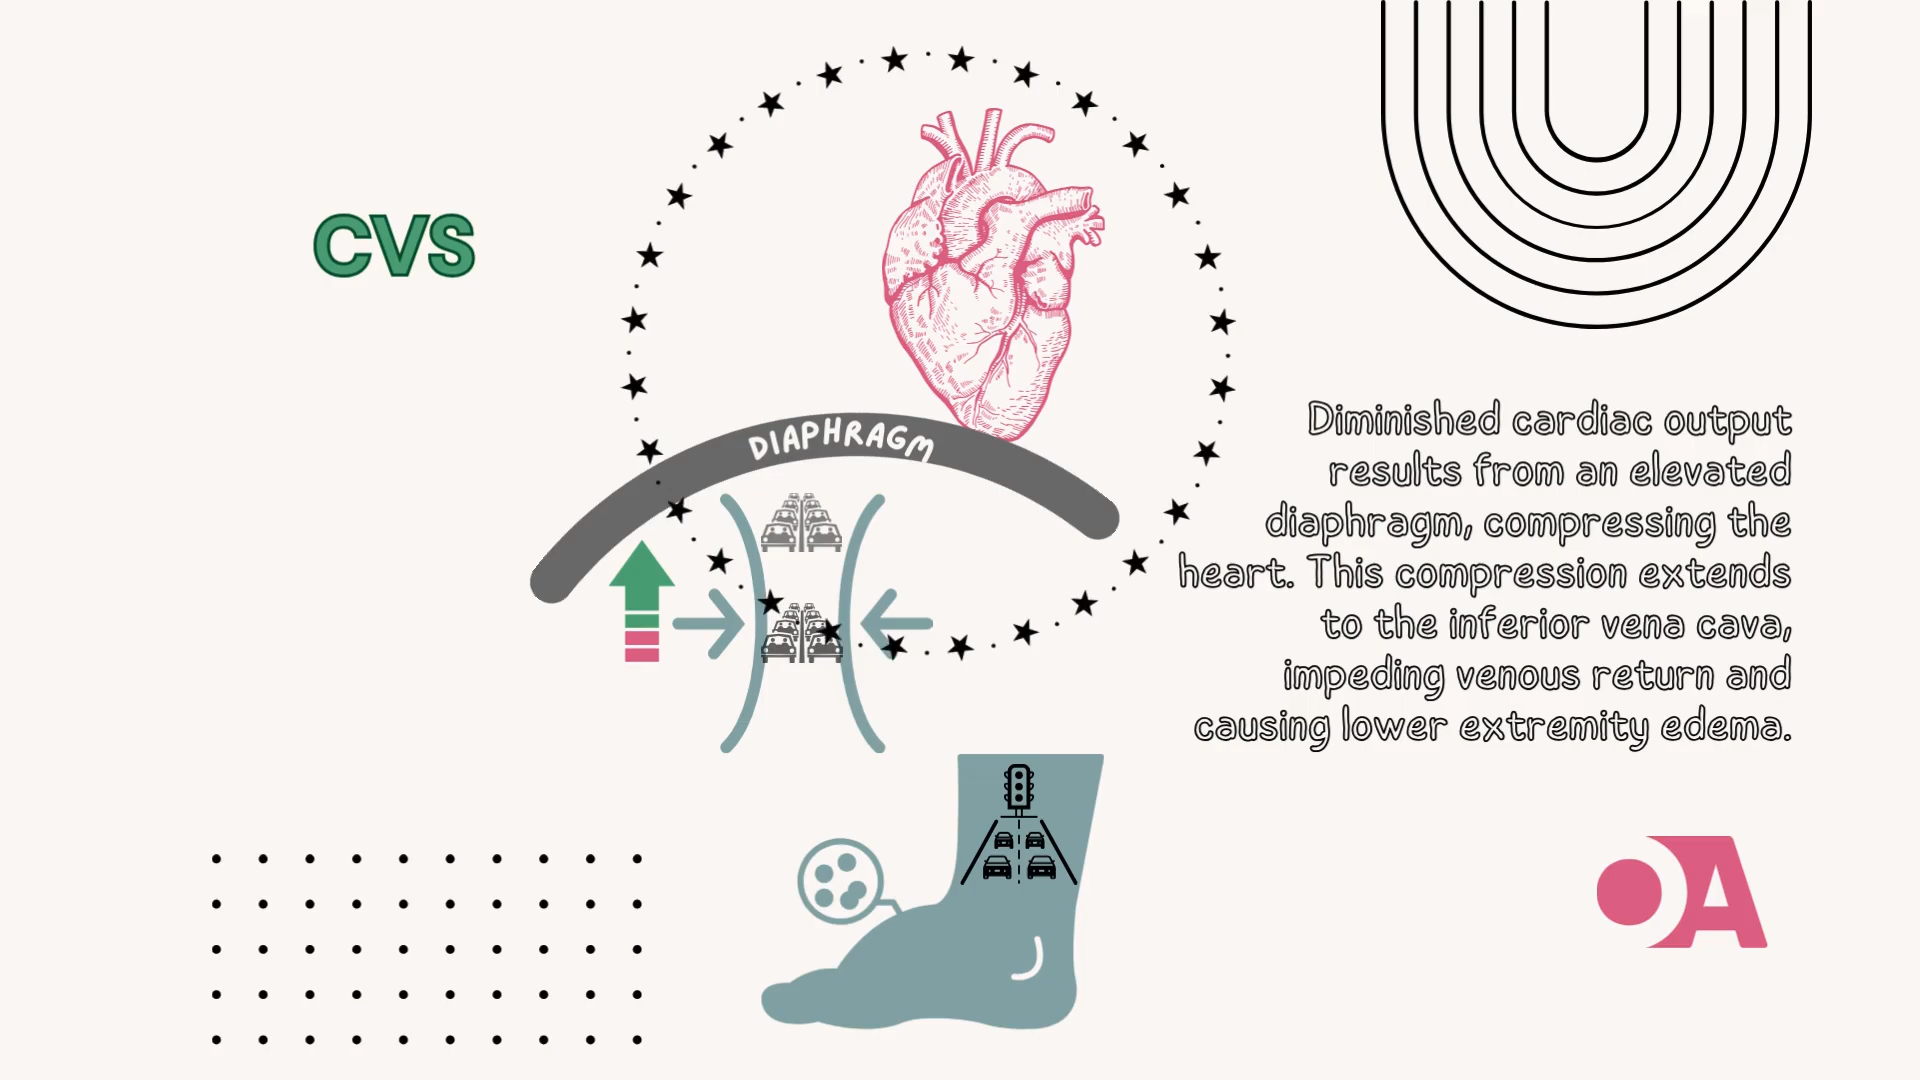 CVS
DIAPHRAGM
Diminished cardiac output
results from an elevated
diaphragm, compressing the
heart. This compression extends
to the inferior vena cava,
impeding venous return and
causing lower extremity edema.
OA